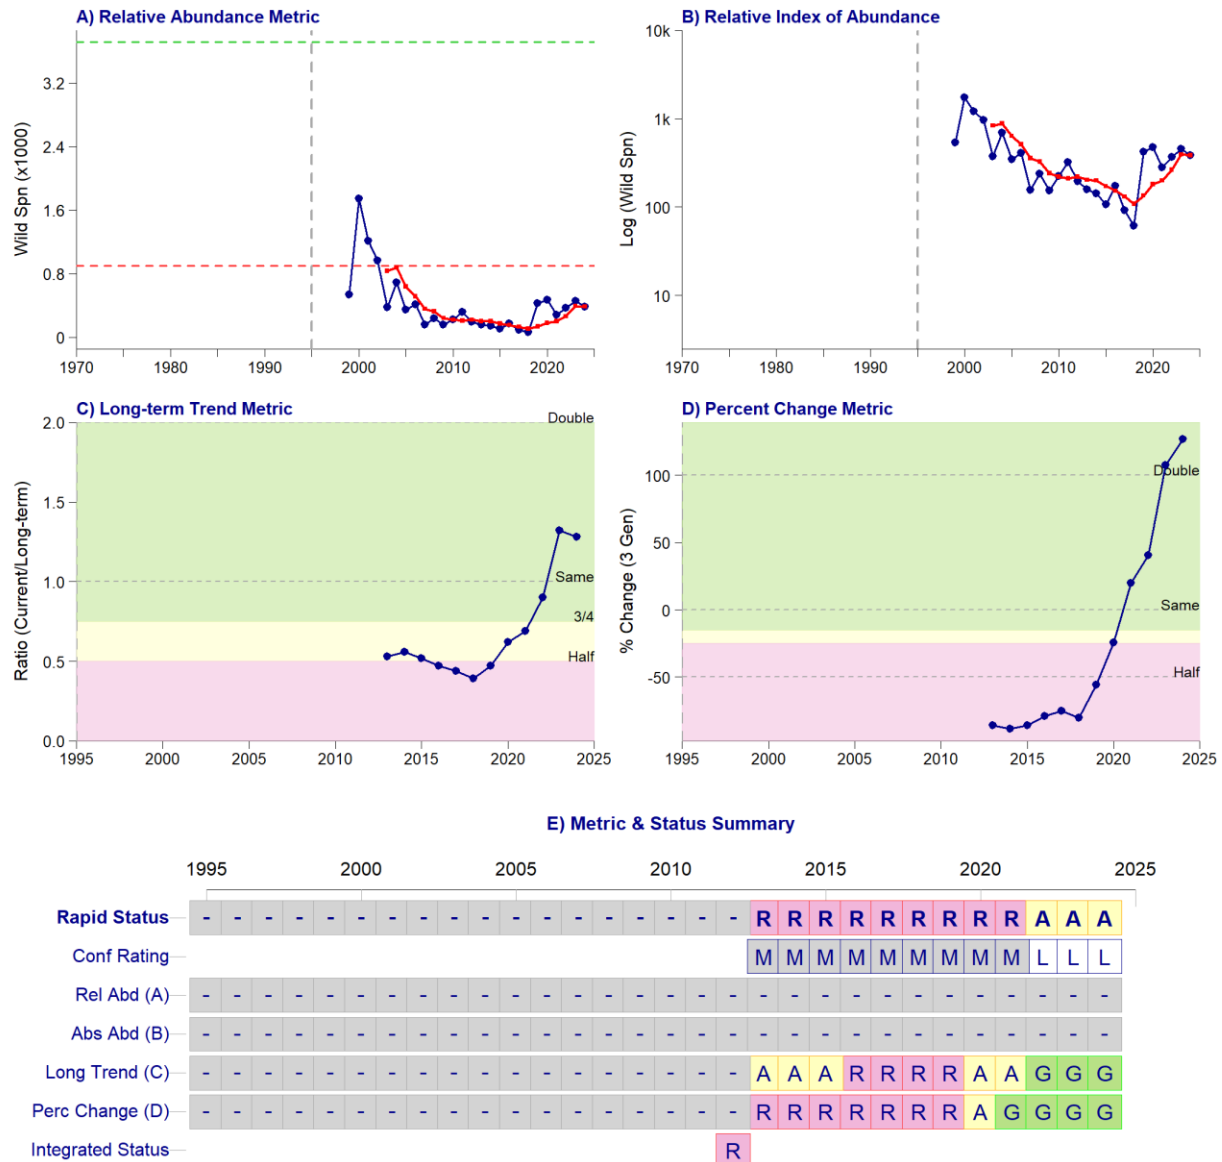 A) Relative Abundance Metric
Wild Spn (x1000)
3.2
2.4
1.6
0.8
0
1970 1980 1990 2000 2010 2020
B) Relative Index of Abundance
Log (Wild Spn)
10k
1k
100
10
1970 1980 1990 2000 2010 2020
C) Long-term Trend Metric
Ratio (Current/Long-term)
2.0
1.5
1.0
0.5
0.0
Double
Same
3/4
Half
1995 2000 2005 2010 2015 2020 2025
D) Percent Change Metric
% Change (3 Gen)
100
50
0
-50
Double
Same
Half
1995 2000 2005 2010 2015 2020 2025
E) Metric & Status Summary
1995 2000 2005 2010 2015 2020 2025
Rapid Status - - - - - - - - - - - - - - - - - - R R R R R R R R R A A A
Conf Rating M M M M M M M M M L L L
Rel Abd (A) - - - - - - - - - - - - - - - - - - - - - - - - - - - - - -
Abs Abd (B) - - - - - - - - - - - - - - - - - - - - - - - - - - - - - -
Long Trend (C) - - - - - - - - - - - - - - - - - - A A A R R R R A A G G G
Perc Change (D) - - - - - - - - - - - - - - - - - - R R R R R R R A G G G G
Integrated Status R